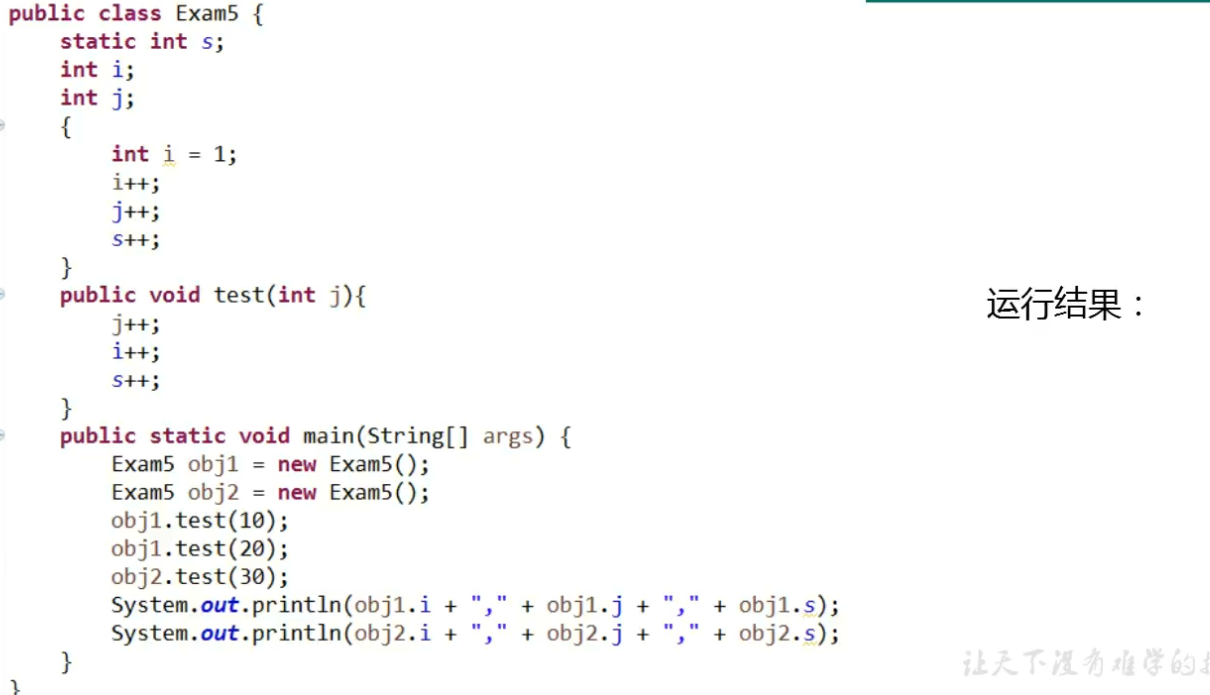 public class Exam5 {
    static int s;
    int i;
    int j;
    {
        int i = 1;
        i++;
        j++;
        s++;
    }
    public void test(int j){
        j++;
        i++;
        s++;
    }
    public static void main(String[] args) {
        Exam5 obj1 = new Exam5();
        Exam5 obj2 = new Exam5();
        obj1.test(10);
        obj1.test(20);
        obj2.test(30);
        System.out.println(obj1.i + "," + obj1.j + "," + obj1.s);
        System.out.println(obj2.i + "," + obj2.j + "," + obj2.s);
    }
}
运行结果：
让天下没有难学的